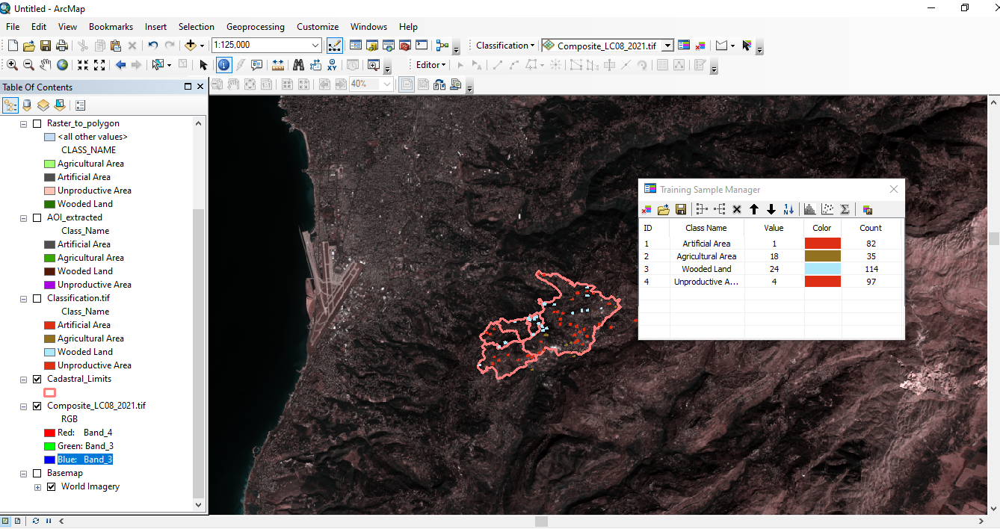 Untitled - ArcMap
File Edit View Bookmarks Insert Selection Geoprocessing Customize Windows Help
1:125,000 Classification Composite_LC08_2021.tif
Editor
Table Of Contents
40%
Raster_to_polygon
<all other values>
CLASS_NAME
Agricultural Area
Artificial Area
Unproductive Area
Wooded Land
AOI_extracted
Class_Name
Artificial Area
Agricultural Area
Wooded Land
Unproductive Area
Classification.tif
Class_Name
Artificial Area
Agricultural Area
Wooded Land
Unproductive Area
Cadastral_Limits
Composite_LC08_2021.tif
RGB
Red: Band_4
Green: Band_3
Blue: Band_3
Basemap
World Imagery
Training Sample Manager
ID Class Name Value Color Count
1 Artificial Area 1 82
2 Agricultural Area 18 35
3 Wooded Land 24 114
4 Unproductive A... 4 97